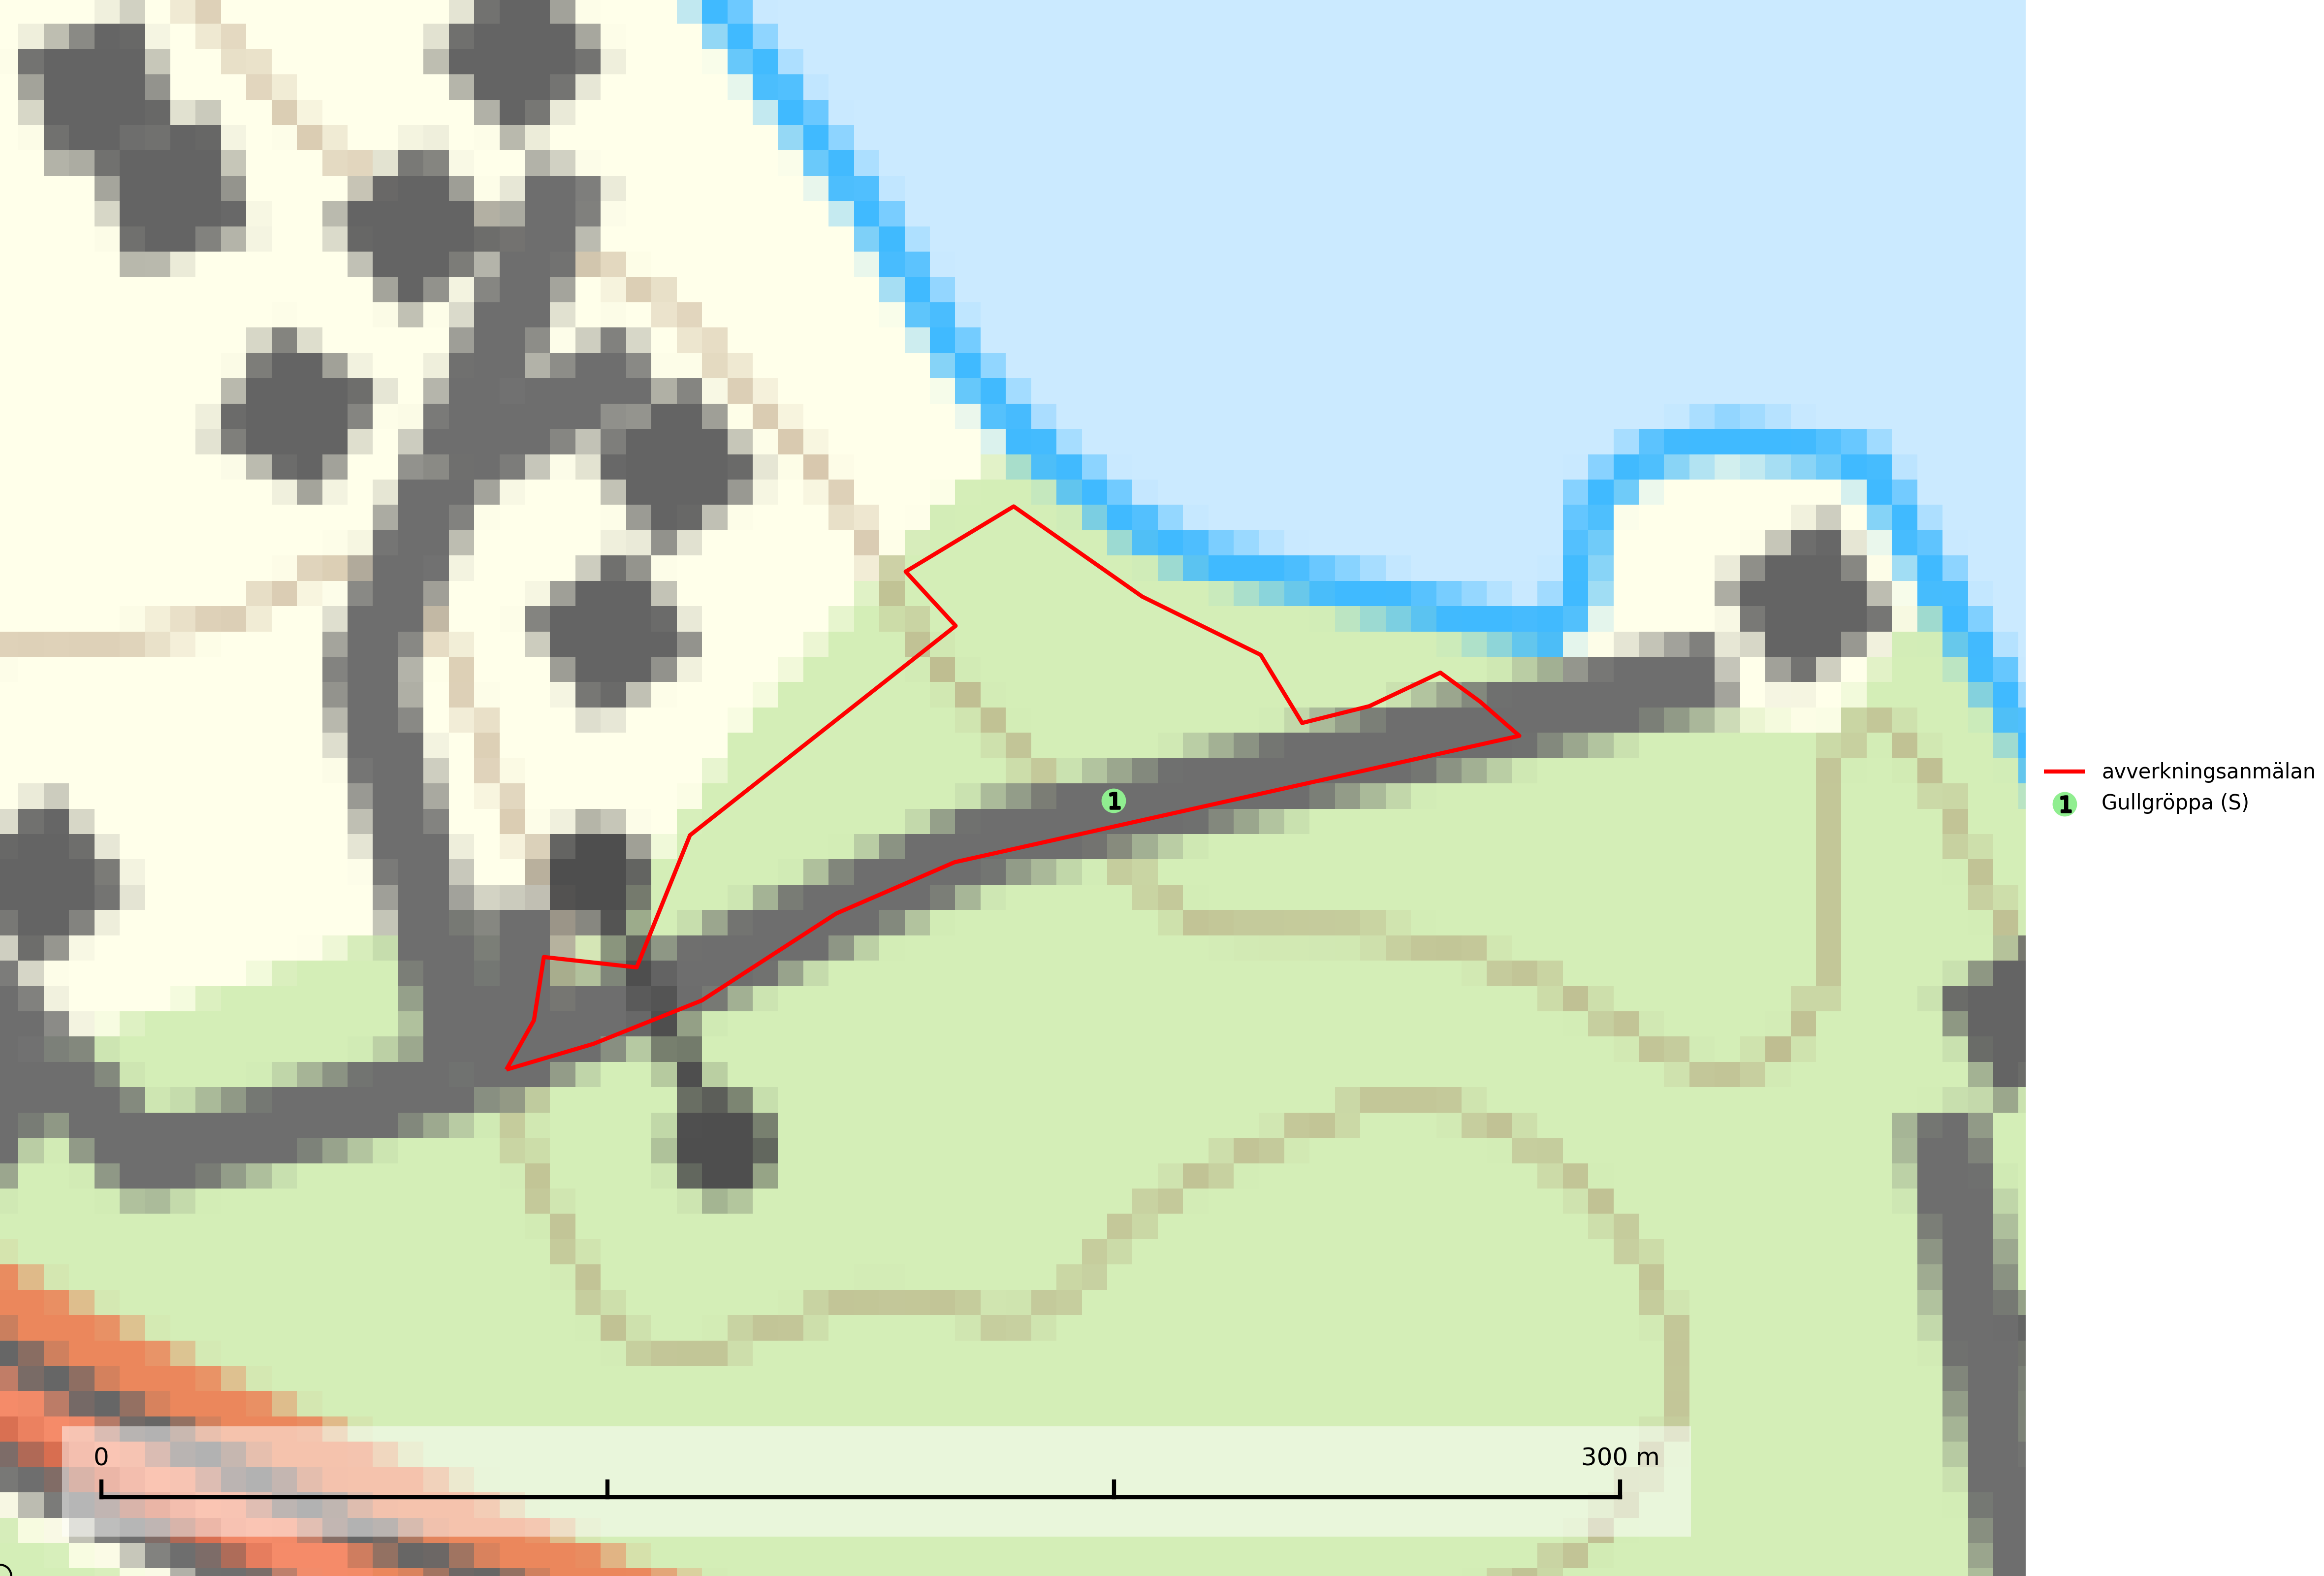 1
avverkningsanmälan
1 Gullgröppa (S)
0 300 m